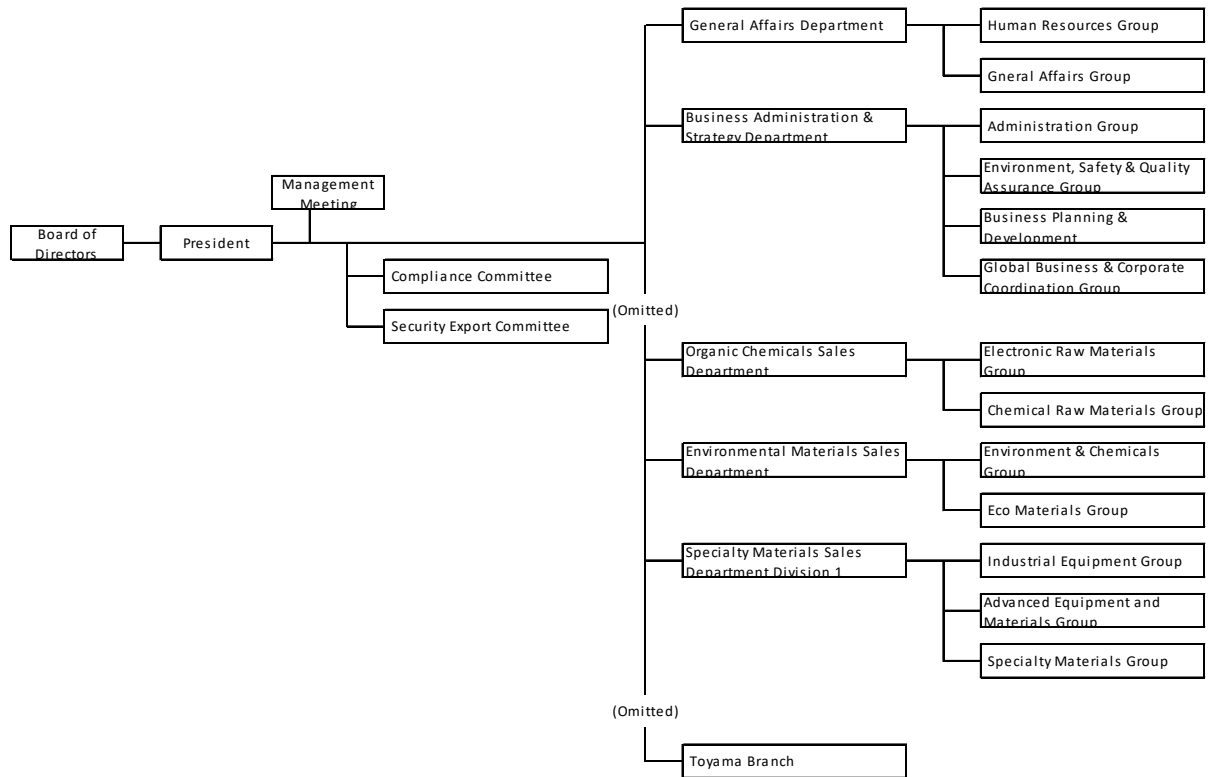 General Affairs Department
Human Resources Group
Gneral Affairs Group
Business Administration &
Strategy Department
Administration Group
Environment, Safety & Quality
Assurance Group
Business Planning &
Development
Global Business & Corporate
Coordination Group
Management
Meeting
Board of
Directors
President
Compliance Committee
Security Export Committee
(Omitted)
Organic Chemicals Sales
Department
Electronic Raw Materials
Group
Chemical Raw Materials Group
Environmental Materials Sales
Department
Environment & Chemicals
Group
Eco Materials Group
Specialty Materials Sales
Department Division 1
Industrial Equipment Group
Advanced Equipment and
Materials Group
Specialty Materials Group
(Omitted)
Toyama Branch